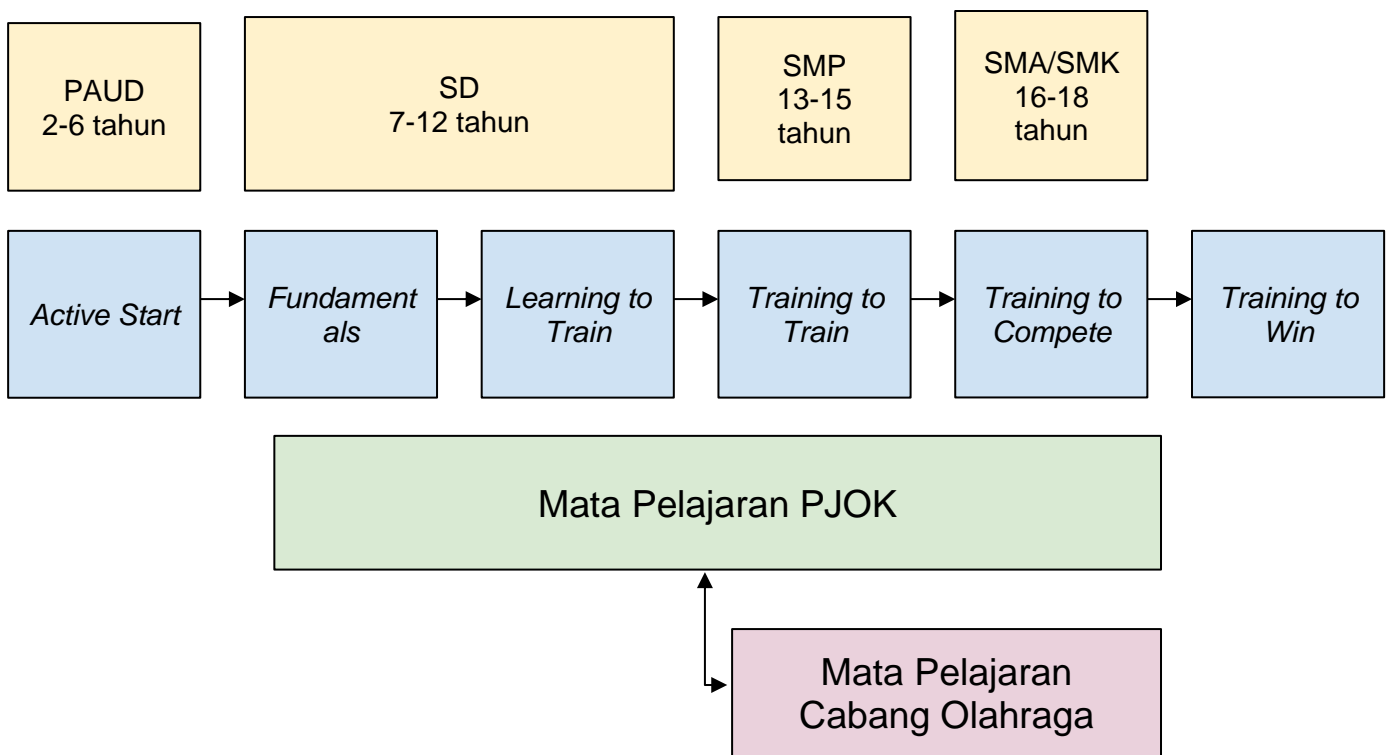 PAUD
2-6 tahun
SD
7-12 tahun
SMP
13-15
tahun
SMA/SMK
16-18
tahun
Active Start
Fundament
als
Learning to
Train
Training to
Train
Training to
Compete
Training to
Win
Mata Pelajaran PJOK
Mata Pelajaran
Cabang Olahraga